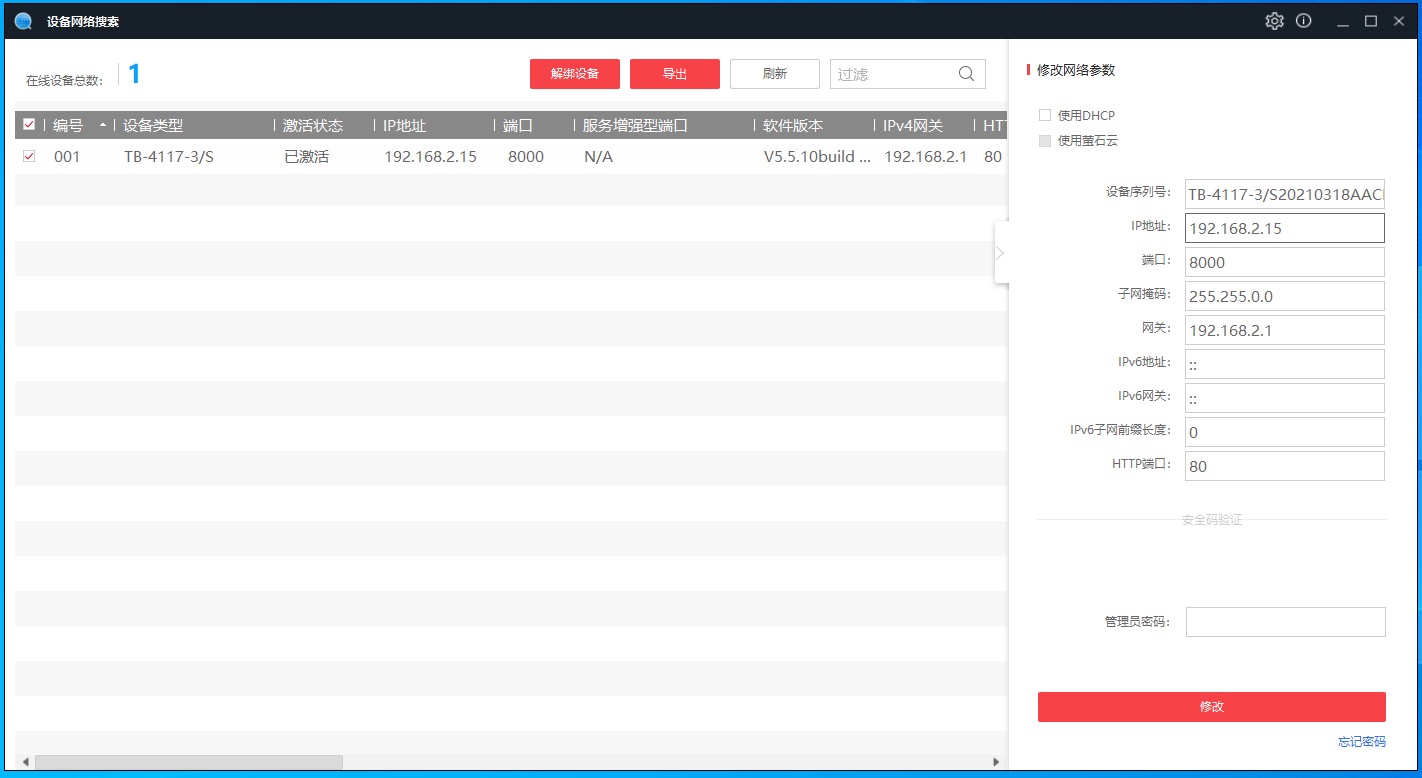 设备网络搜索
在线设备总数: 1
解绑设备 导出 刷新 过滤
编号 设备类型 激活状态 IP地址 端口 服务增强型端口 软件版本 IPv4网关 HTT
001 TB-4117-3/S 已激活 192.168.2.15 8000 N/A V5.5.10build ... 192.168.2.1 80
修改网络参数
使用DHCP
使用萤石云
设备序列号: TB-4117-3/S20210318AACI
IP地址: 192.168.2.15
端口: 8000
子网掩码: 255.255.0.0
网关: 192.168.2.1
IPv6地址: ::
IPv6网关: ::
IPv6子网前缀长度: 0
HTTP端口: 80
安全码验证
管理员密码:
修改
忘记密码